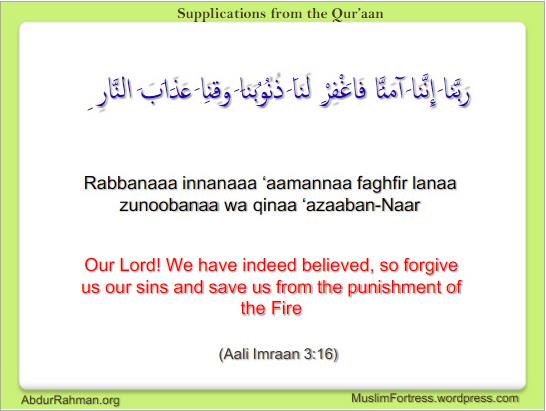 Supplications from the Qur'aan
رَبَّنَا إِنَّنَا آمَنَّا فَاغْفِرْ لَنَا ذُنُوْبَنَا وَقِنَا عَذَابَ النَّارِ
Rabbanaaa innanaaa ‘aamannaa faghfir lanaa
zunoobanaa wa qinaa ‘azaaban-Naar
Our Lord! We have indeed believed, so forgive
us our sins and save us from the punishment of
the Fire
(Aali Imraan 3:16)
AbdurRahman.org
MuslimFortress.wordpress.com